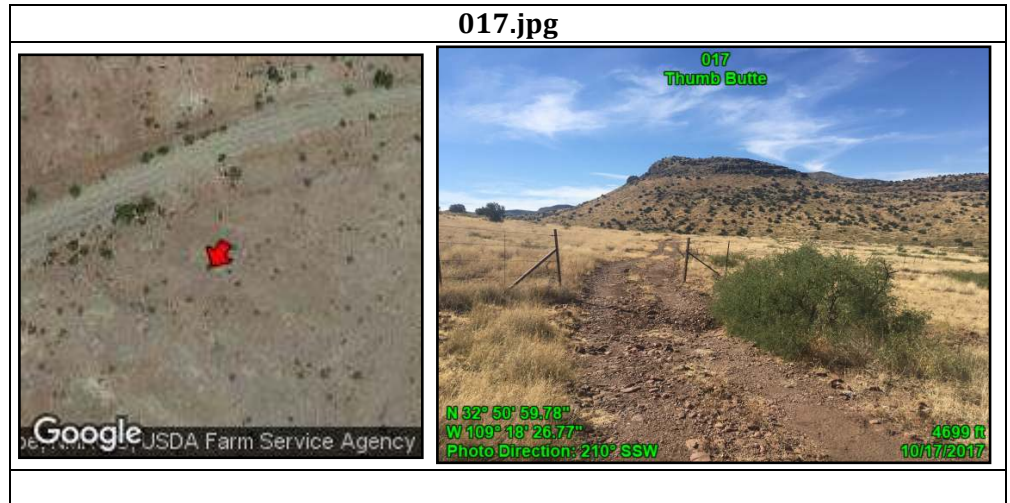 017.jpg
Google
USDA Farm Service Agency
017
Thumb Butte
N 32° 50' 59.78"
W 109° 18' 26.77"
Photo Direction: 210° SSW
4699 ft
10/17/2017